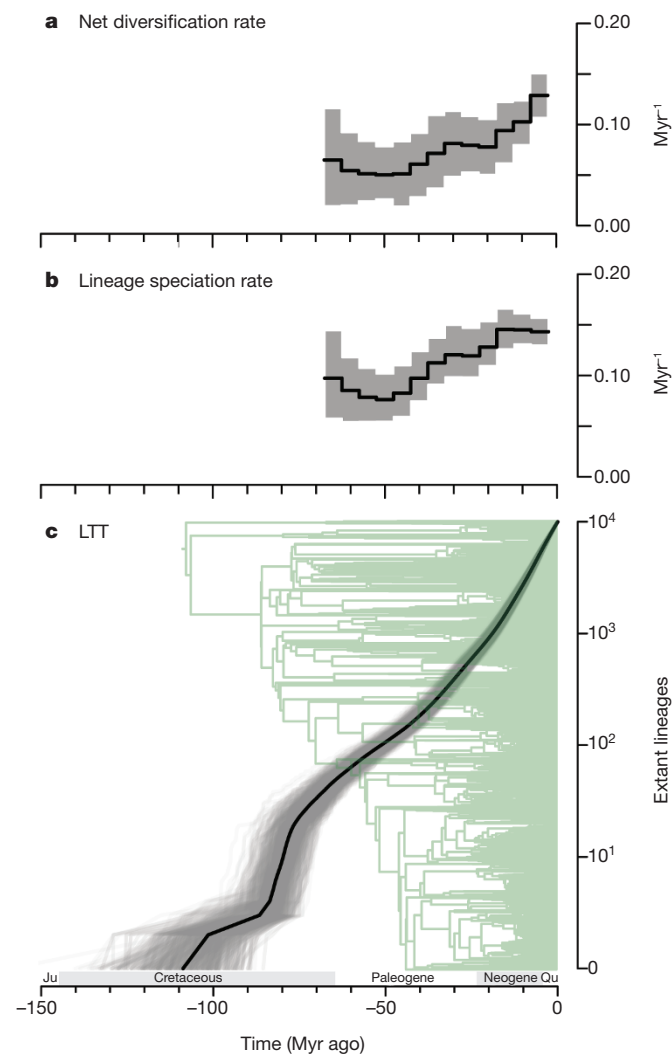 a Net diversification rate
0.20
0.10
0.00
Myr⁻¹
b Lineage speciation rate
0.20
0.10
0.00
Myr⁻¹
c LTT
10⁴
10³
10²
10¹
0
Extant lineages
Ju Cretaceous Paleogene Neogene Qu
−150 −100 −50 0
Time (Myr ago)